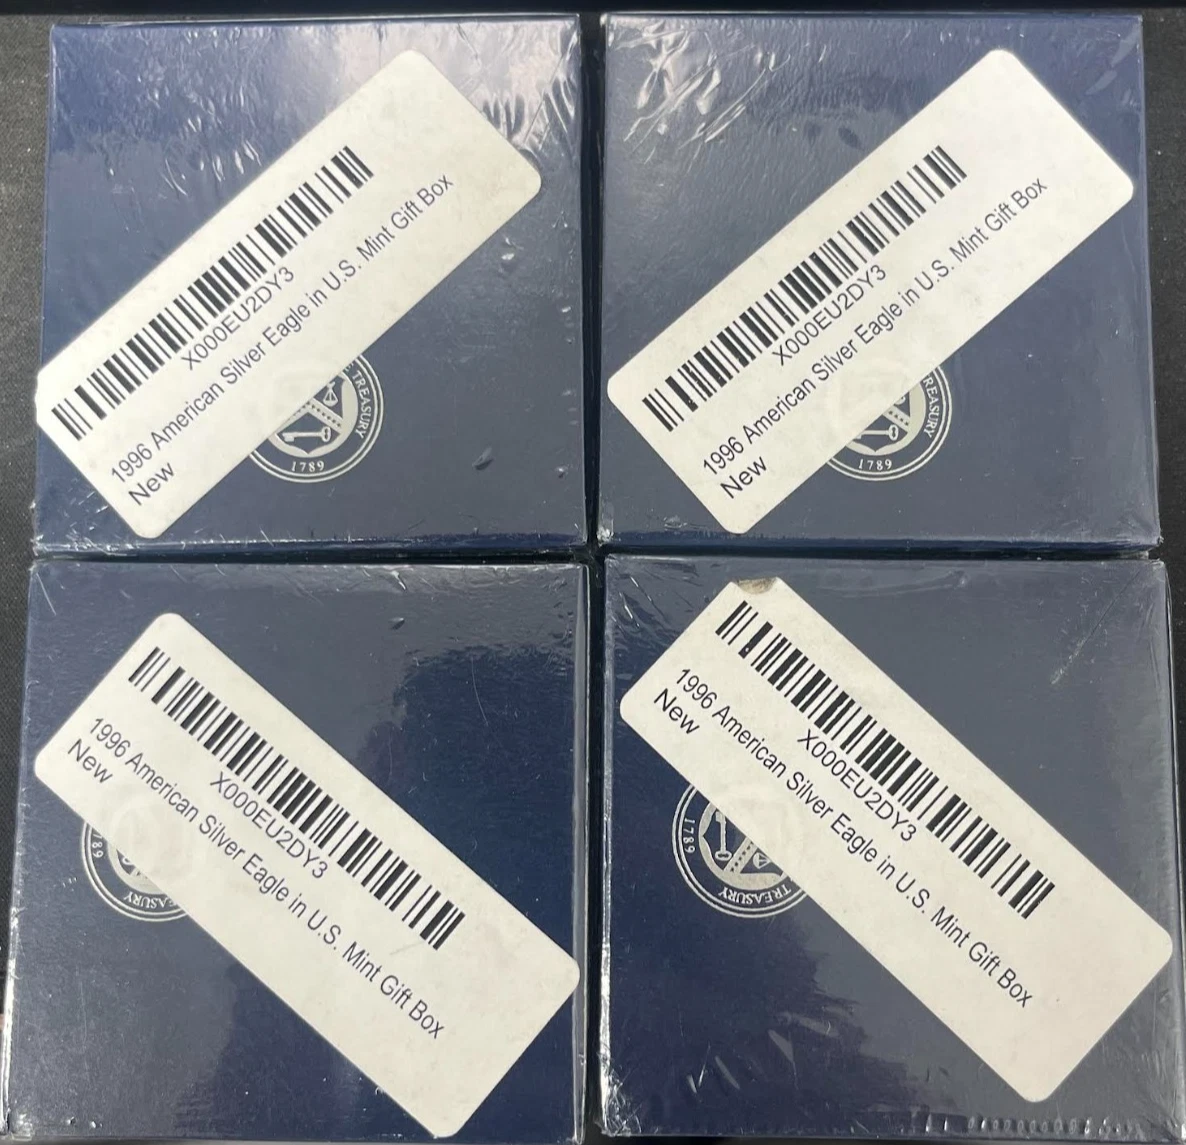 X000EU2DY3
1996 American Silver Eagle in U.S. Mint Gift Box
New
TREASURY
1789
X000EU2DY3
1996 American Silver Eagle in U.S. Mint Gift Box
New
REASURY
1789
X000EU2DY3
1996 American Silver Eagle in U.S. Mint Gift Box
New
89
TREASURY
X000EU2DY3
1996 American Silver Eagle in U.S. Mint Gift Box
New
1789
TREASURY